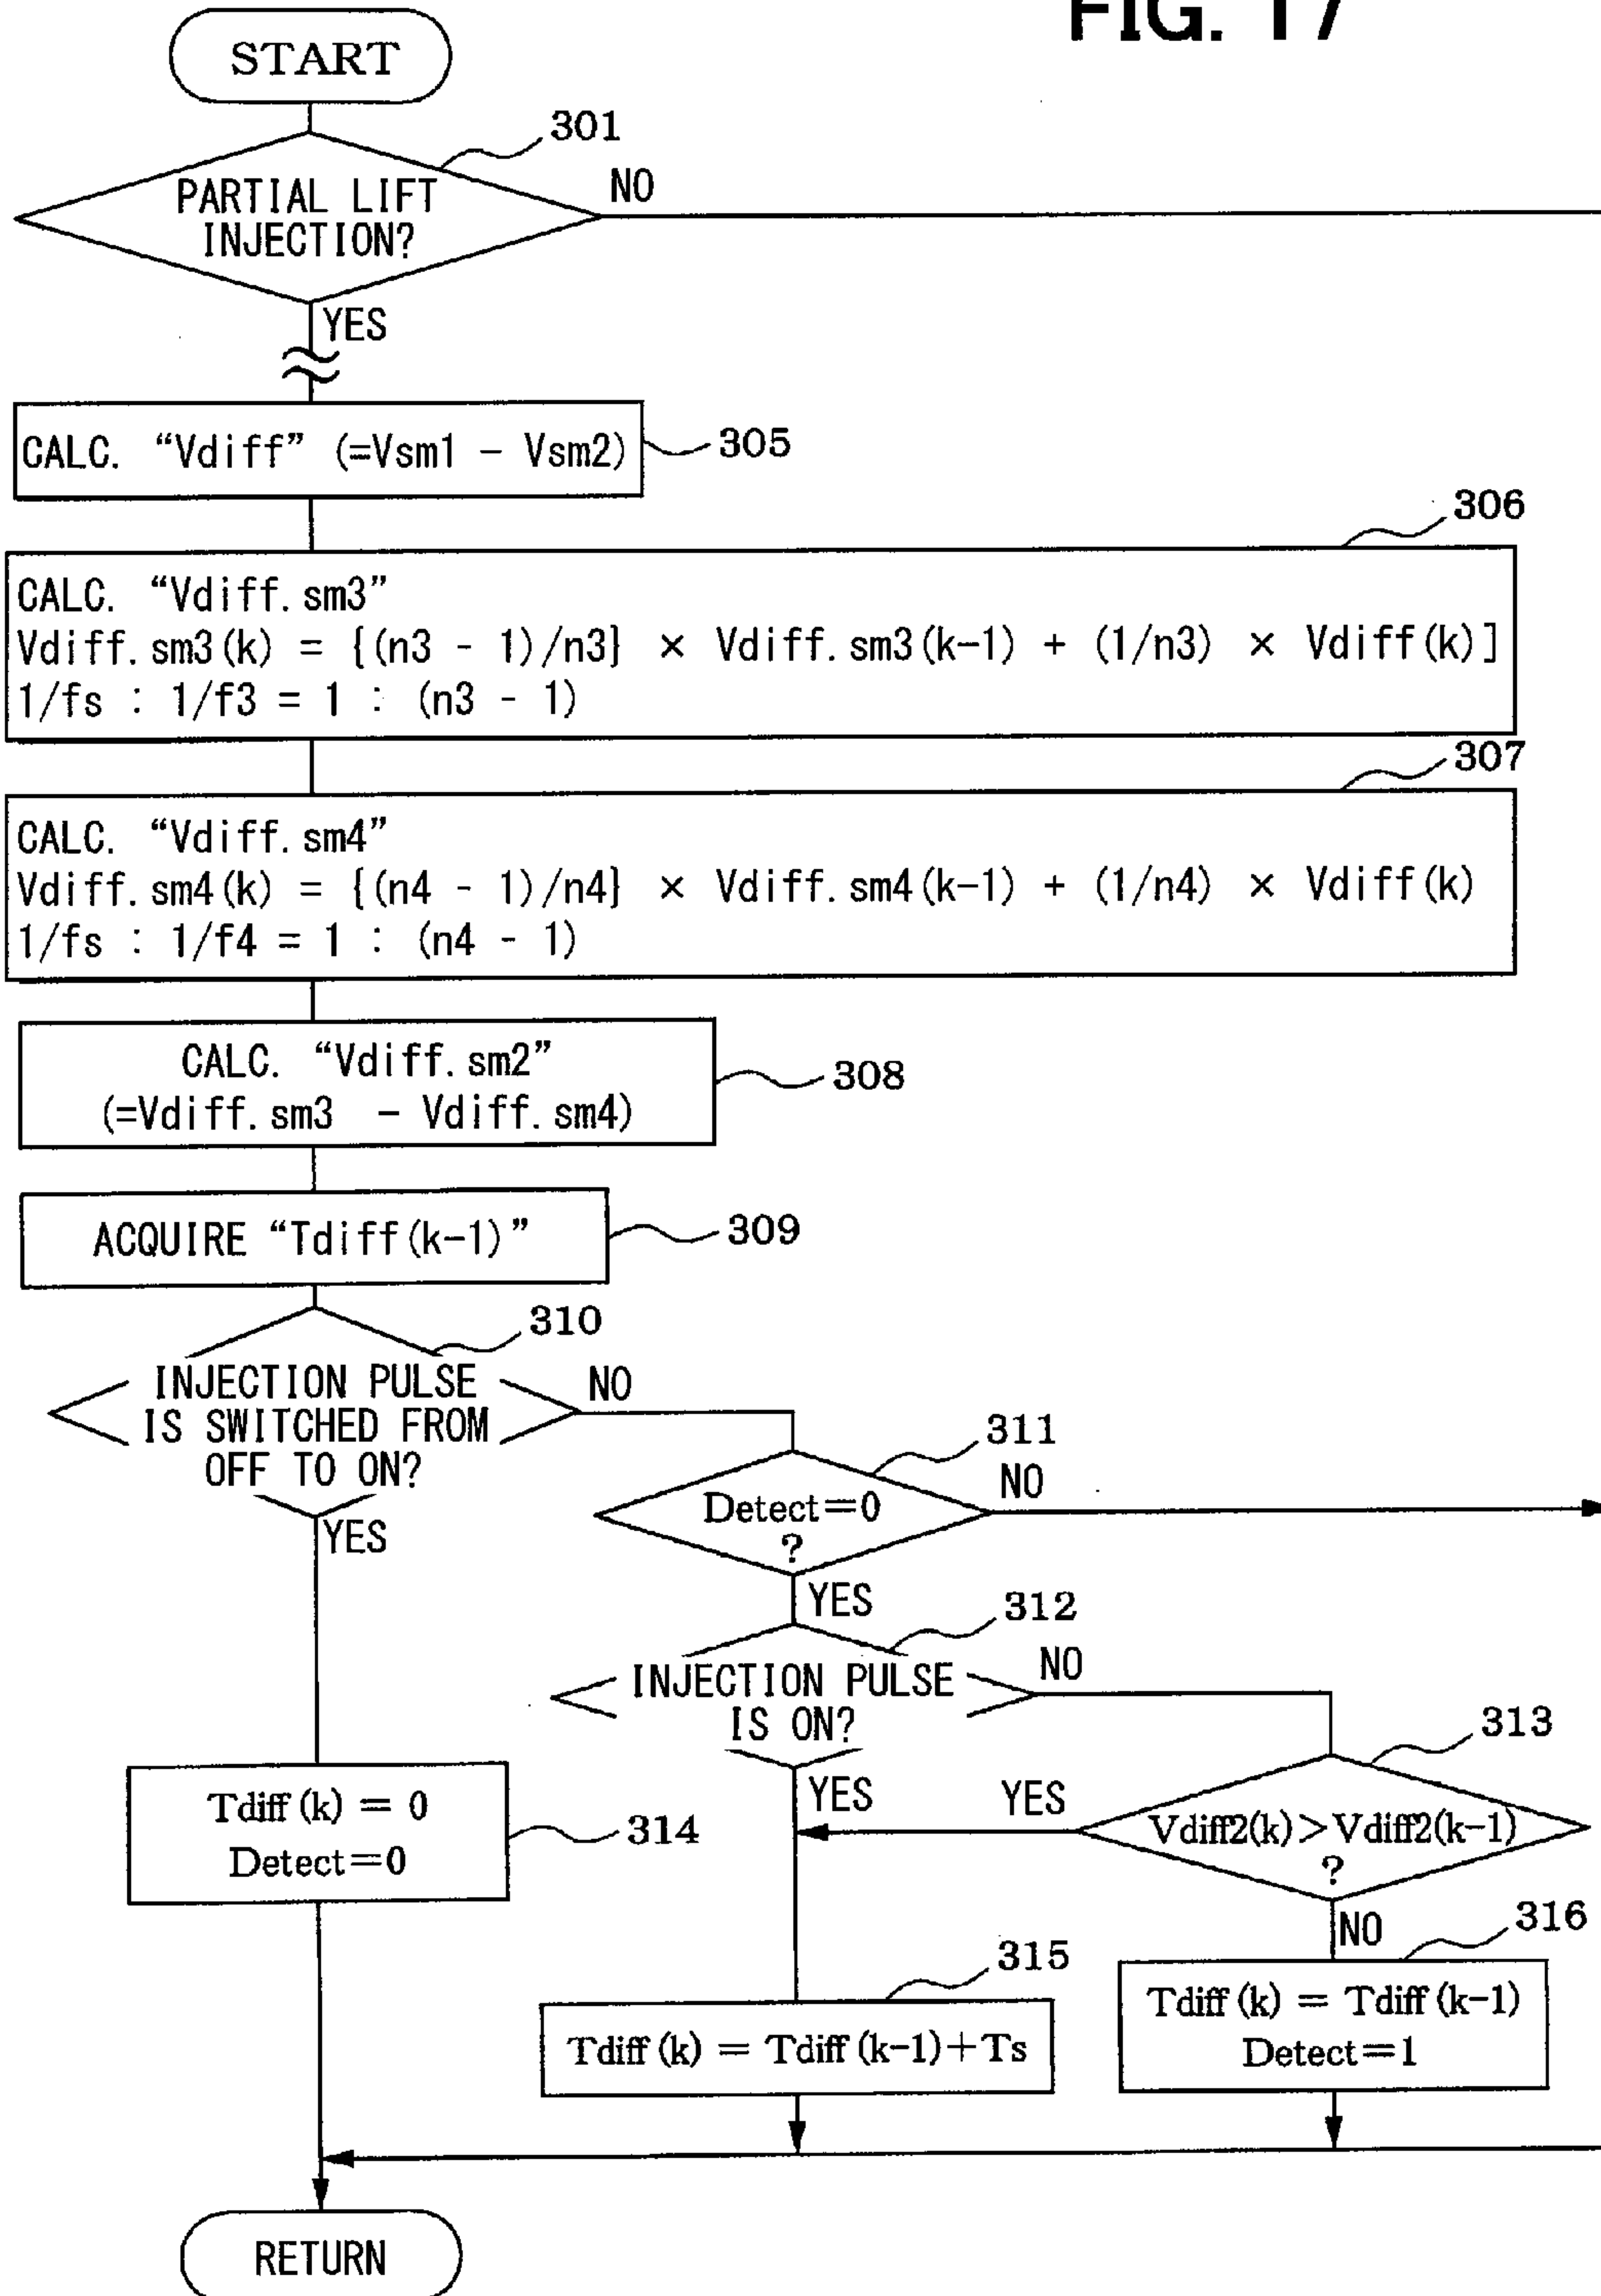 FIG. 17
START
301
PARTIAL LIFT
INJECTION?
NO
YES
CALC. “Vdiff” (=Vsm1 - Vsm2)
305
306
CALC. “Vdiff.sm3”
Vdiff.sm3(k) = {(n3 - 1)/n3} × Vdiff.sm3(k-1) + (1/n3) × Vdiff(k)]
1/fs : 1/f3 = 1 : (n3 - 1)
307
CALC. “Vdiff.sm4”
Vdiff.sm4(k) = {(n4 - 1)/n4} × Vdiff.sm4(k-1) + (1/n4) × Vdiff(k)
1/fs : 1/f4 = 1 : (n4 - 1)
CALC. “Vdiff.sm2”
(=Vdiff.sm3 - Vdiff.sm4)
308
ACQUIRE “Tdiff(k-1)”
309
310
INJECTION PULSE
IS SWITCHED FROM
OFF TO ON?
NO
YES
311
Detect=0
?
NO
YES
312
INJECTION PULSE
IS ON?
NO
YES
313
Vdiff2(k)>Vdiff2(k-1)
?
YES
NO
Tdiff(k) = 0
Detect=0
314
315
Tdiff(k) = Tdiff(k-1)+Ts
316
Tdiff(k) = Tdiff(k-1)
Detect=1
RETURN